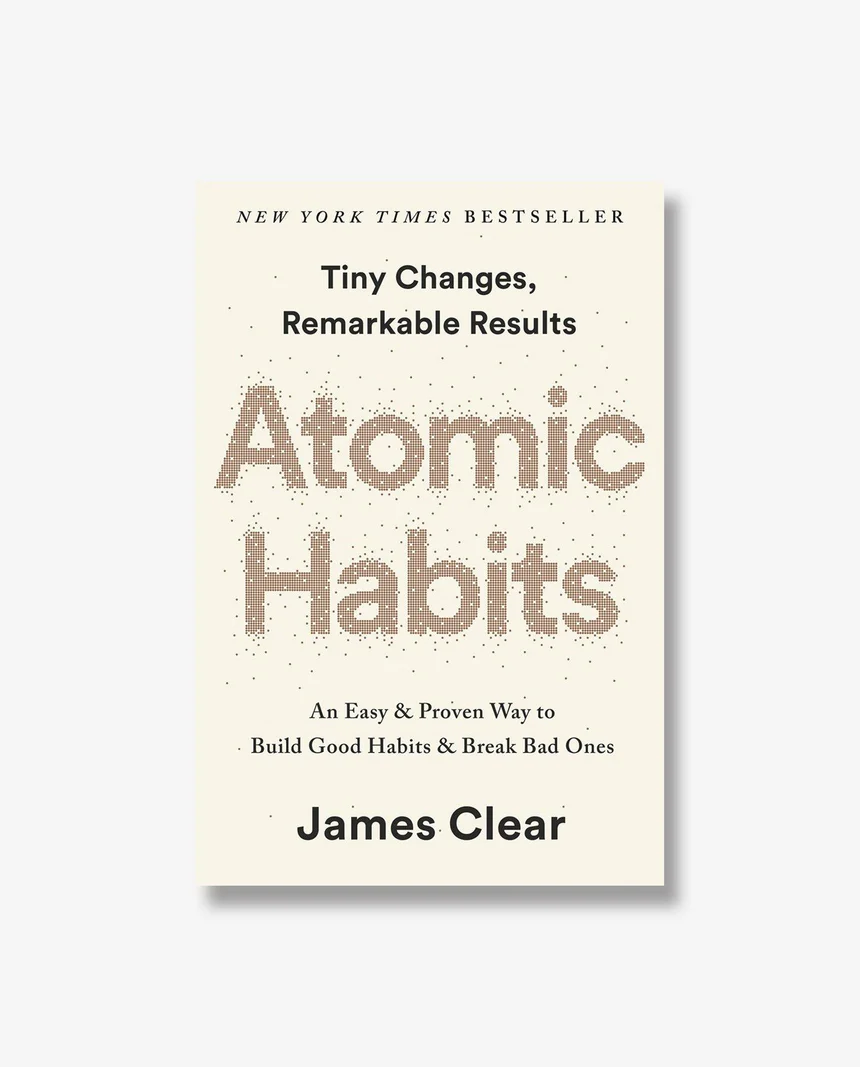 NEW YORK TIMES BESTSELLER
Tiny Changes,
Remarkable Results
Atomic
Habits
An Easy & Proven Way to
Build Good Habits & Break Bad Ones
James Clear